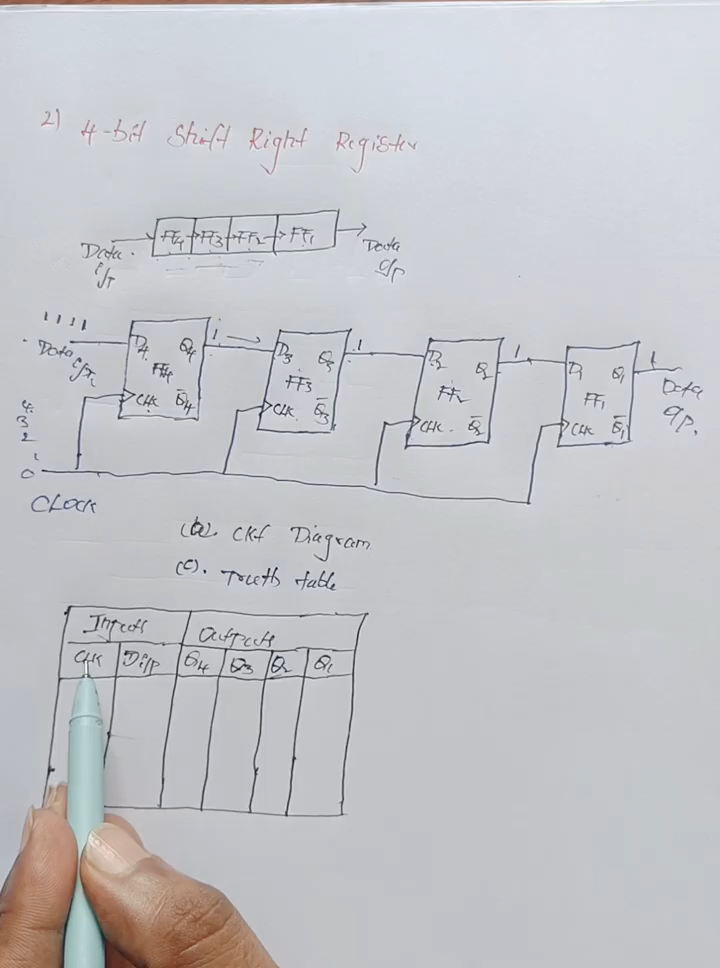 2) 4-bit Shift Right Register
FF4 FF3 FF2 FF1
Data i/p
Data o/p
1 1 1 1
Data i/p
D4 Q4 1 D3 Q3 1 D2 Q2 1 D1 Q1 1
FF4 FF3 FF2 FF1
CLK Q̅4 CLK Q̅3 CLK Q̅2 CLK Q̅1
Data o/p.
4
3
2
1
0
CLOCK
(b). CKt Diagram
(c). Truth table
Inputs Outputs
CLK Di/p Q4 Q3 Q2 Q1